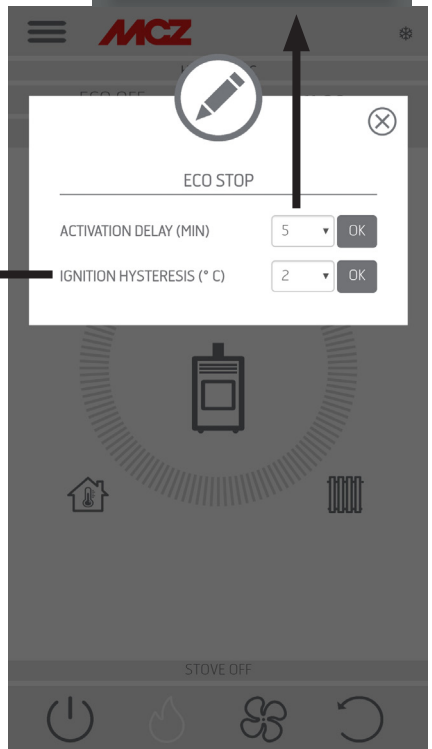 MCZ
ECO STOP
ACTIVATION DELAY (MIN) 5 OK
IGNITION HYSTERESIS (° C) 2 OK
STOVE OFF